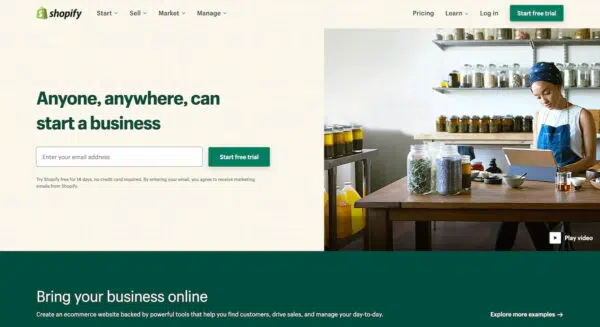 shopify
Start
Sell
Market
Manage
Pricing
Learn
Log in
Start free trial
Anyone, anywhere, can
start a business
Enter your email address
Start free trial
Try Shopify free for 14 days, no credit card required. By entering your email, you agree to receive marketing
emails from Shopify.
Play video
Bring your business online
Create an ecommerce website backed by powerful tools that help you find customers, drive sales, and manage your day-to-day.
Explore more examples →